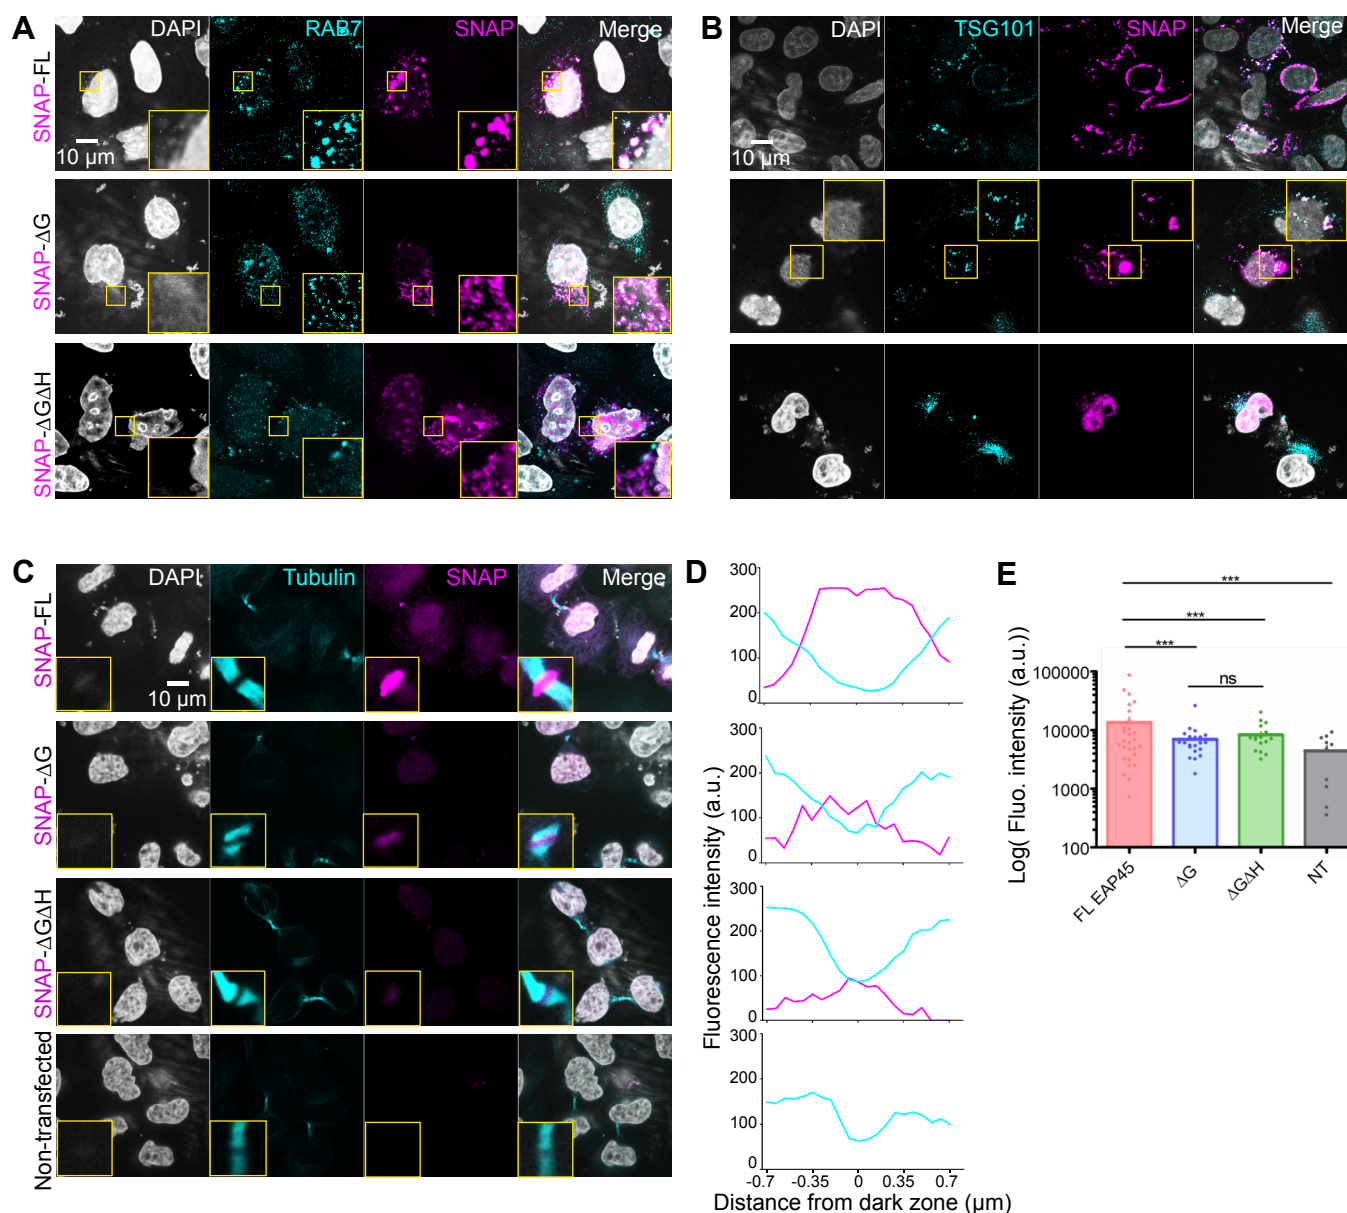 A
DAPI RAB7 SNAP Merge
SNAP-FL
10 µm
SNAP-ΔG
SNAP-ΔGΔH
B
DAPI TSG101 SNAP Merge
10 µm
C
DAPI Tubulin SNAP Merge
SNAP-FL
10 µm
SNAP-ΔG
SNAP-ΔGΔH
Non-transfected
D
Fluorescence intensity (a.u.)
300
200
100
0
300
200
100
0
300
200
100
0
300
200
100
0
-0.7 -0.35 0 0.35 0.7
Distance from dark zone (µm)
E
***
***
***
ns
Log( Fluo. intensity (a.u.))
100000
10000
1000
100
FL EAP45 ΔG ΔGΔH NT